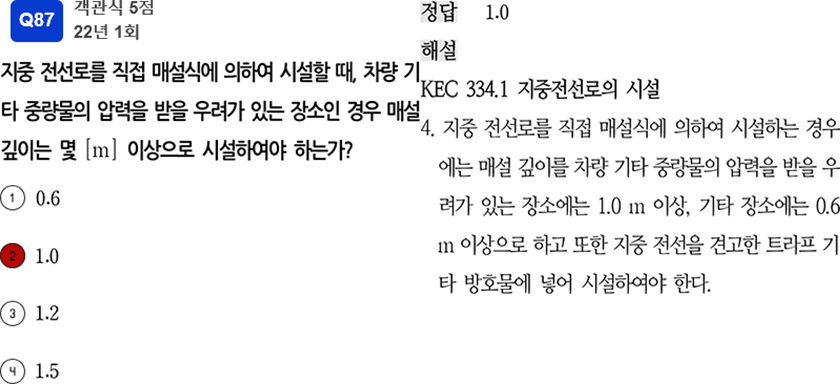 Q87
객관식 5점
22년 1회
지중 전선로를 직접 매설식에 의하여 시설할 때, 차량 기
타 중량물의 압력을 받을 우려가 있는 장소인 경우 매설
깊이는 몇 [m] 이상으로 시설하여야 하는가?
① 0.6
② 1.0
③ 1.2
④ 1.5
정답 1.0
해설
KEC 334.1 지중전선로의 시설
4. 지중 전선로를 직접 매설식에 의하여 시설하는 경우
에는 매설 깊이를 차량 기타 중량물의 압력을 받을 우
려가 있는 장소에는 1.0 m 이상, 기타 장소에는 0.6
m 이상으로 하고 또한 지중 전선을 견고한 트라프 기
타 방호물에 넣어 시설하여야 한다.